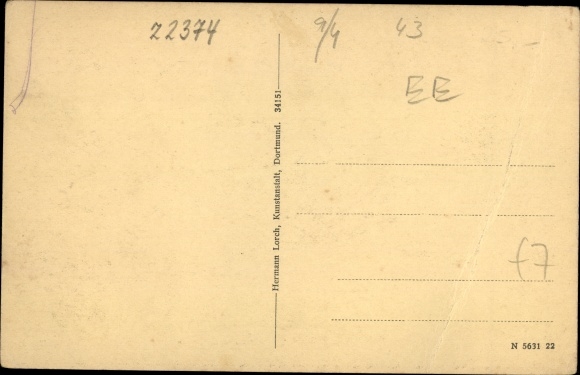 22374
9/4 43
EE
Hermann Lorch, Kunstanstalt, Dortmund. 34151
f7
N 5631 22